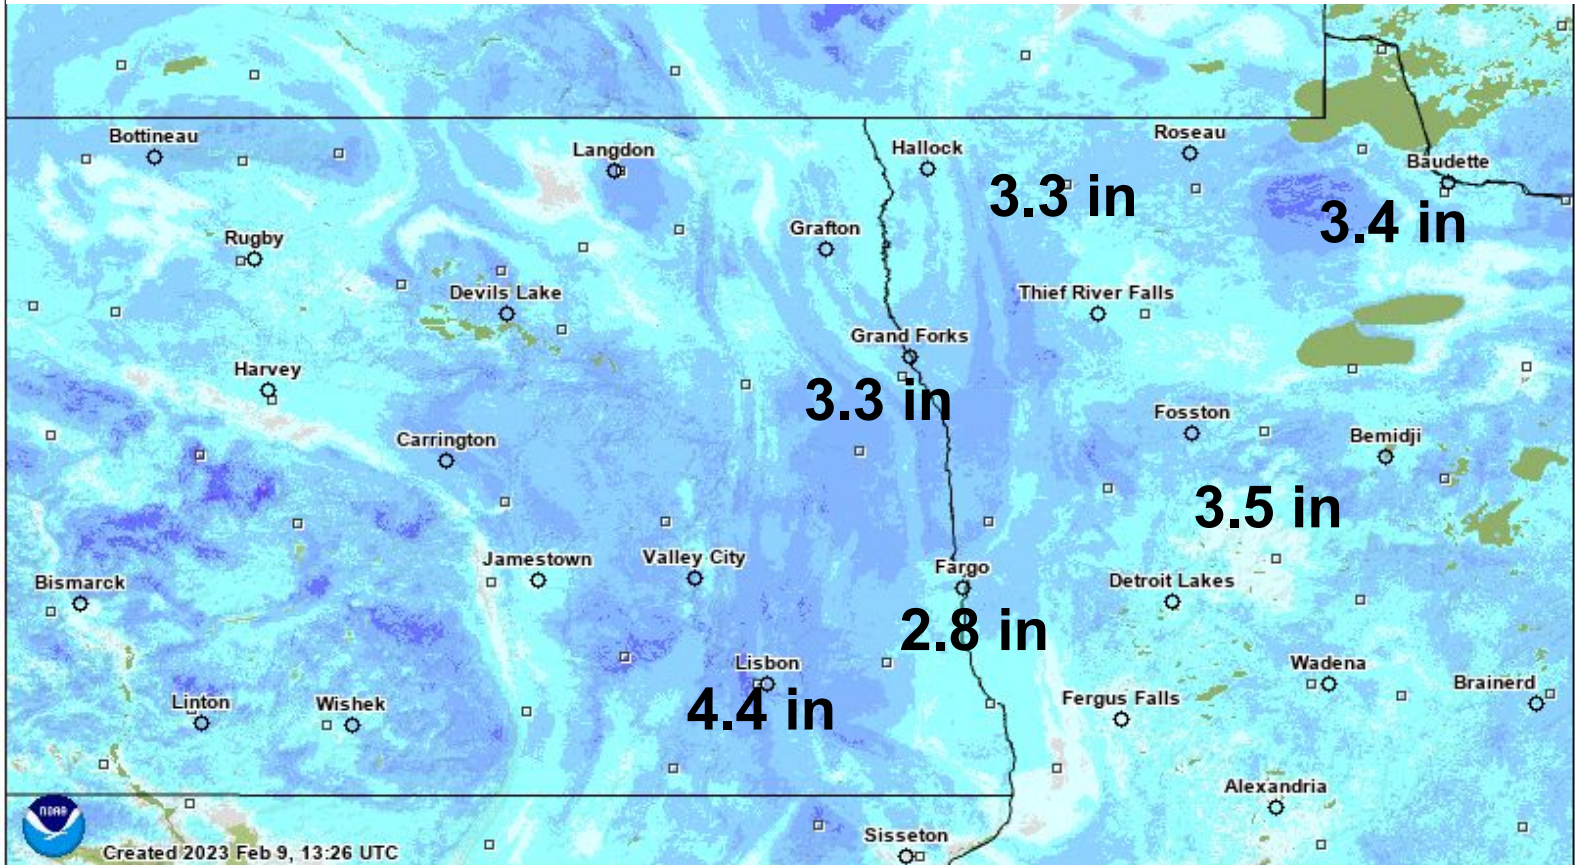 Bottineau
Langdon
Hallock
Roseau
Baudette
3.3 in
3.4 in
Rugby
Grafton
Devils Lake
Thief River Falls
Grand Forks
Harvey
3.3 in
Carrington
Fosston
Bemidji
3.5 in
Jamestown
Valley City
Fargo
Detroit Lakes
Bismarck
2.8 in
Lisbon
Wadena
Brainerd
Linton
Wishek
4.4 in
Fergus Falls
Alexandria
NOAA
Sisseton
Created 2023 Feb 9, 13:26 UTC